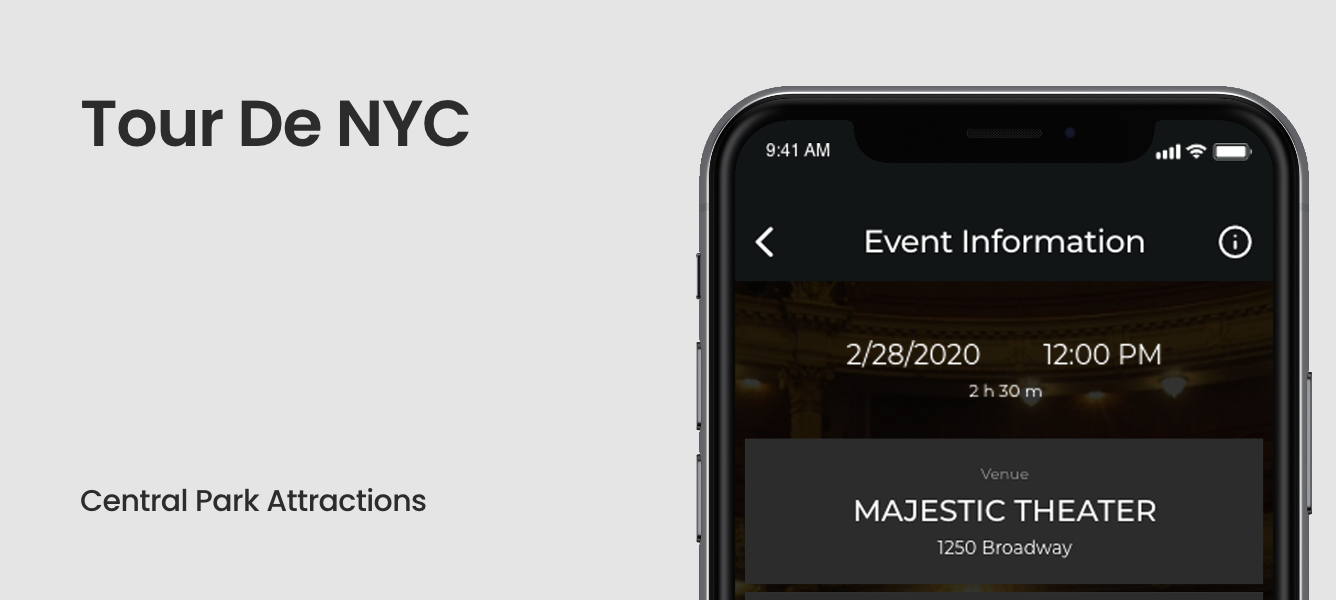 Tour De NYC
Central Park Attractions
9:41 AM
Event Information
2/28/2020 12:00 PM
2 h 30 m
Venue
MAJESTIC THEATER
1250 Broadway